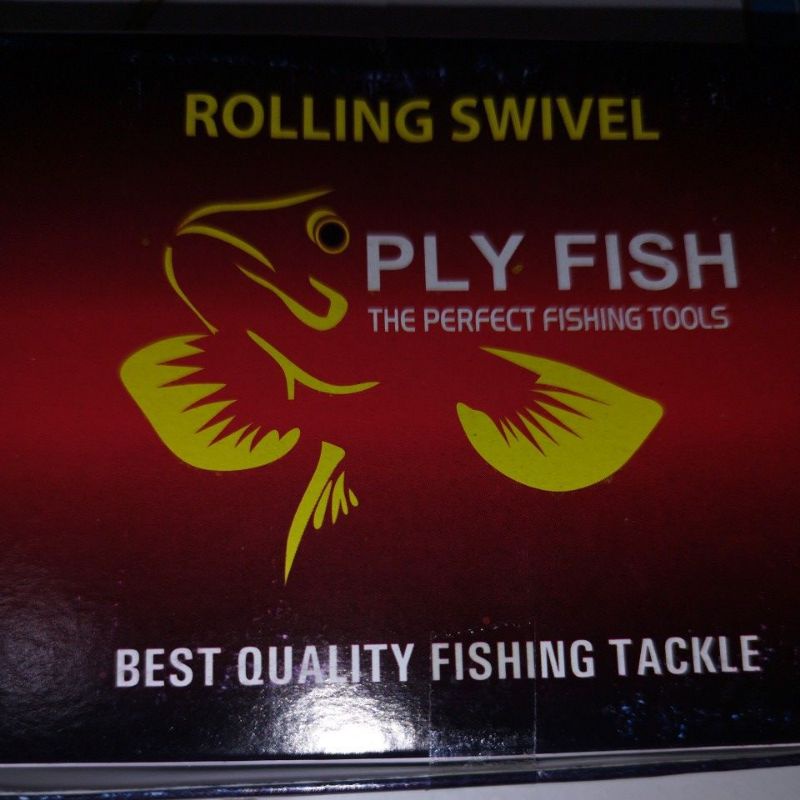 ROLLING SWIVEL
PLY FISH
THE PERFECT FISHING TOOLS
BEST QUALITY FISHING TACKLE